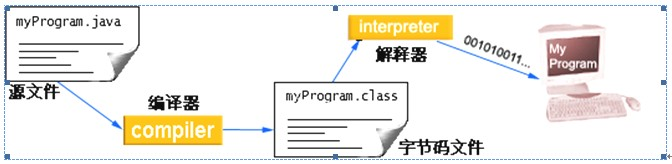 myProgram.java
源文件
编译器
compiler
myProgram.class
字节码文件
interpreter
解释器
001010011...
My
Program